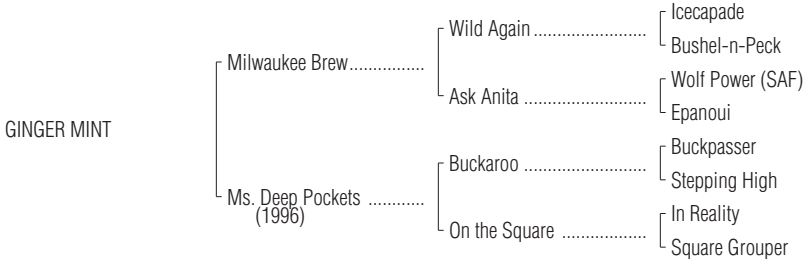 Icecapade
Wild Again
Bushel-n-Peck
Milwaukee Brew
Wolf Power (SAF)
Ask Anita
Epanoui
GINGER MINT
Buckpasser
Buckaroo
Stepping High
Ms. Deep Pockets
(1996)
In Reality
On the Square
Square Grouper